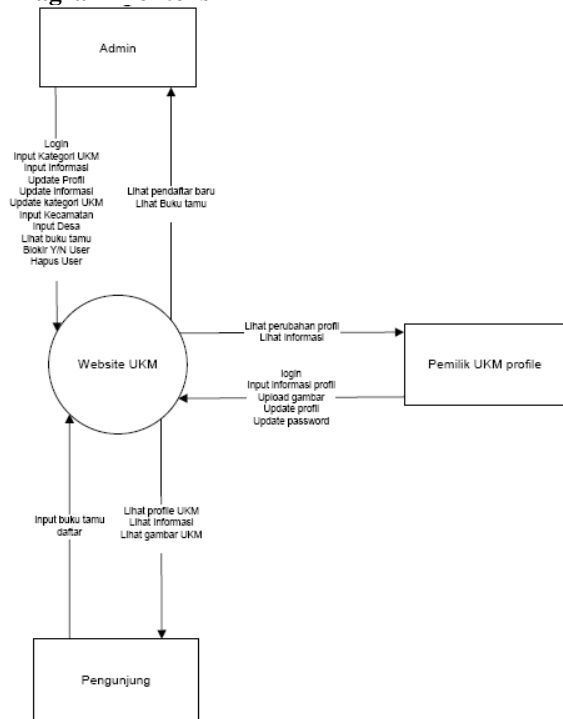 Admin
Login
Input Kategori UKM
Input Informasi
Update Profil
Update Informasi
Update kategori UKM
Input Kecamatan
Input Desa
Lihat buku tamu
Blokir Y/N User
Hapus User
Lihat pendaftar baru
Lihat Buku tamu
Website UKM
Lihat perubahan profil
Lihat Informasi
Pemilik UKM profile
login
Input Informasi profil
Upload gambar
Update profil
Update password
Input buku tamu
daftar
Lihat profile UKM
Lihat Informasi
Lihat gambar UKM
Pengunjung